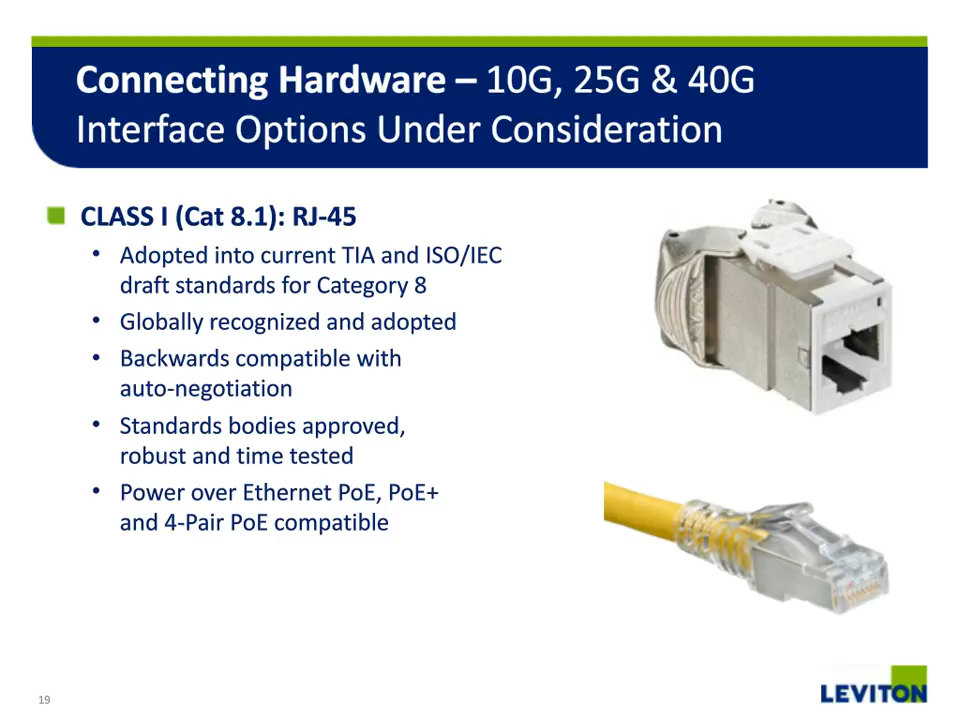 Connecting Hardware – 10G, 25G & 40G
Interface Options Under Consideration
CLASS I (Cat 8.1): RJ-45
• Adopted into current TIA and ISO/IEC
draft standards for Category 8
• Globally recognized and adopted
• Backwards compatible with
auto-negotiation
• Standards bodies approved,
robust and time tested
• Power over Ethernet PoE, PoE+
and 4-Pair PoE compatible
19
LEVITON